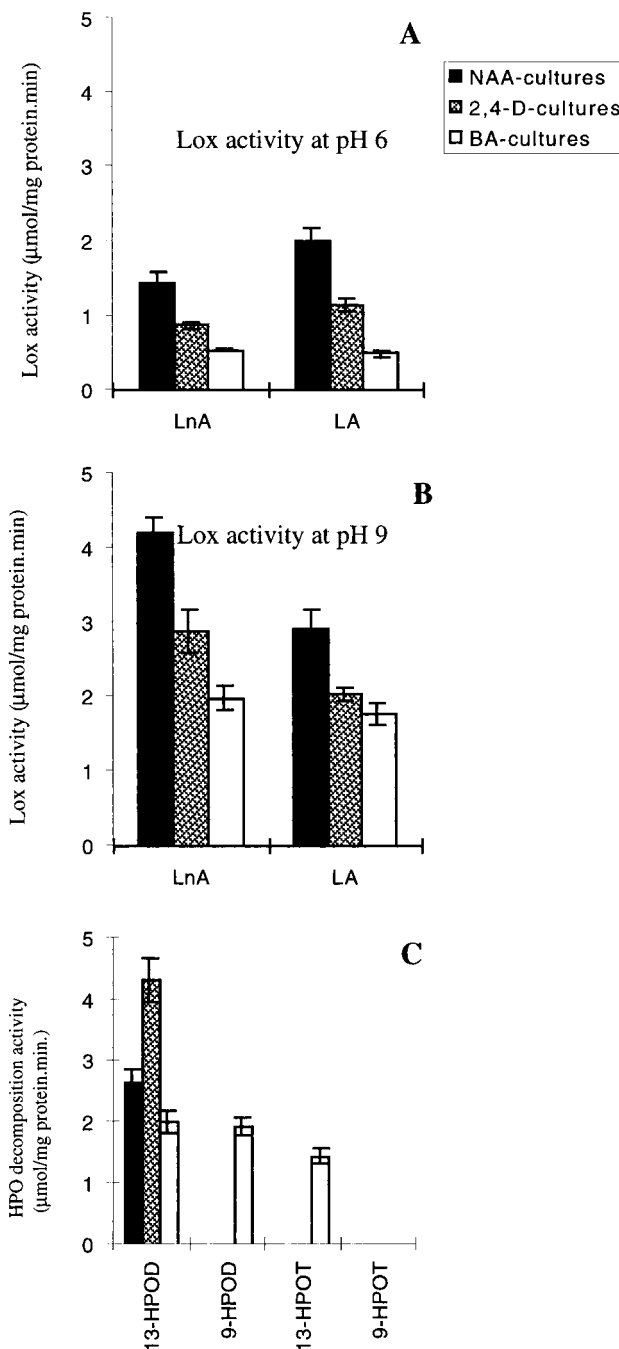 A
NAA-cultures
2,4-D-cultures
BA-cultures
Lox activity at pH 6
Lox activity (μmol/mg protein.min)
5
4
3
2
1
0
LnA LA
B
Lox activity at pH 9
Lox activity (μmol/mg protein.min)
5
4
3
2
1
0
LnA LA
C
HPO decomposition activity
(μmol/mg protein.min.)
5
4
3
2
1
0
13-HPOD
9-HPOD
13-HPOT
9-HPOT